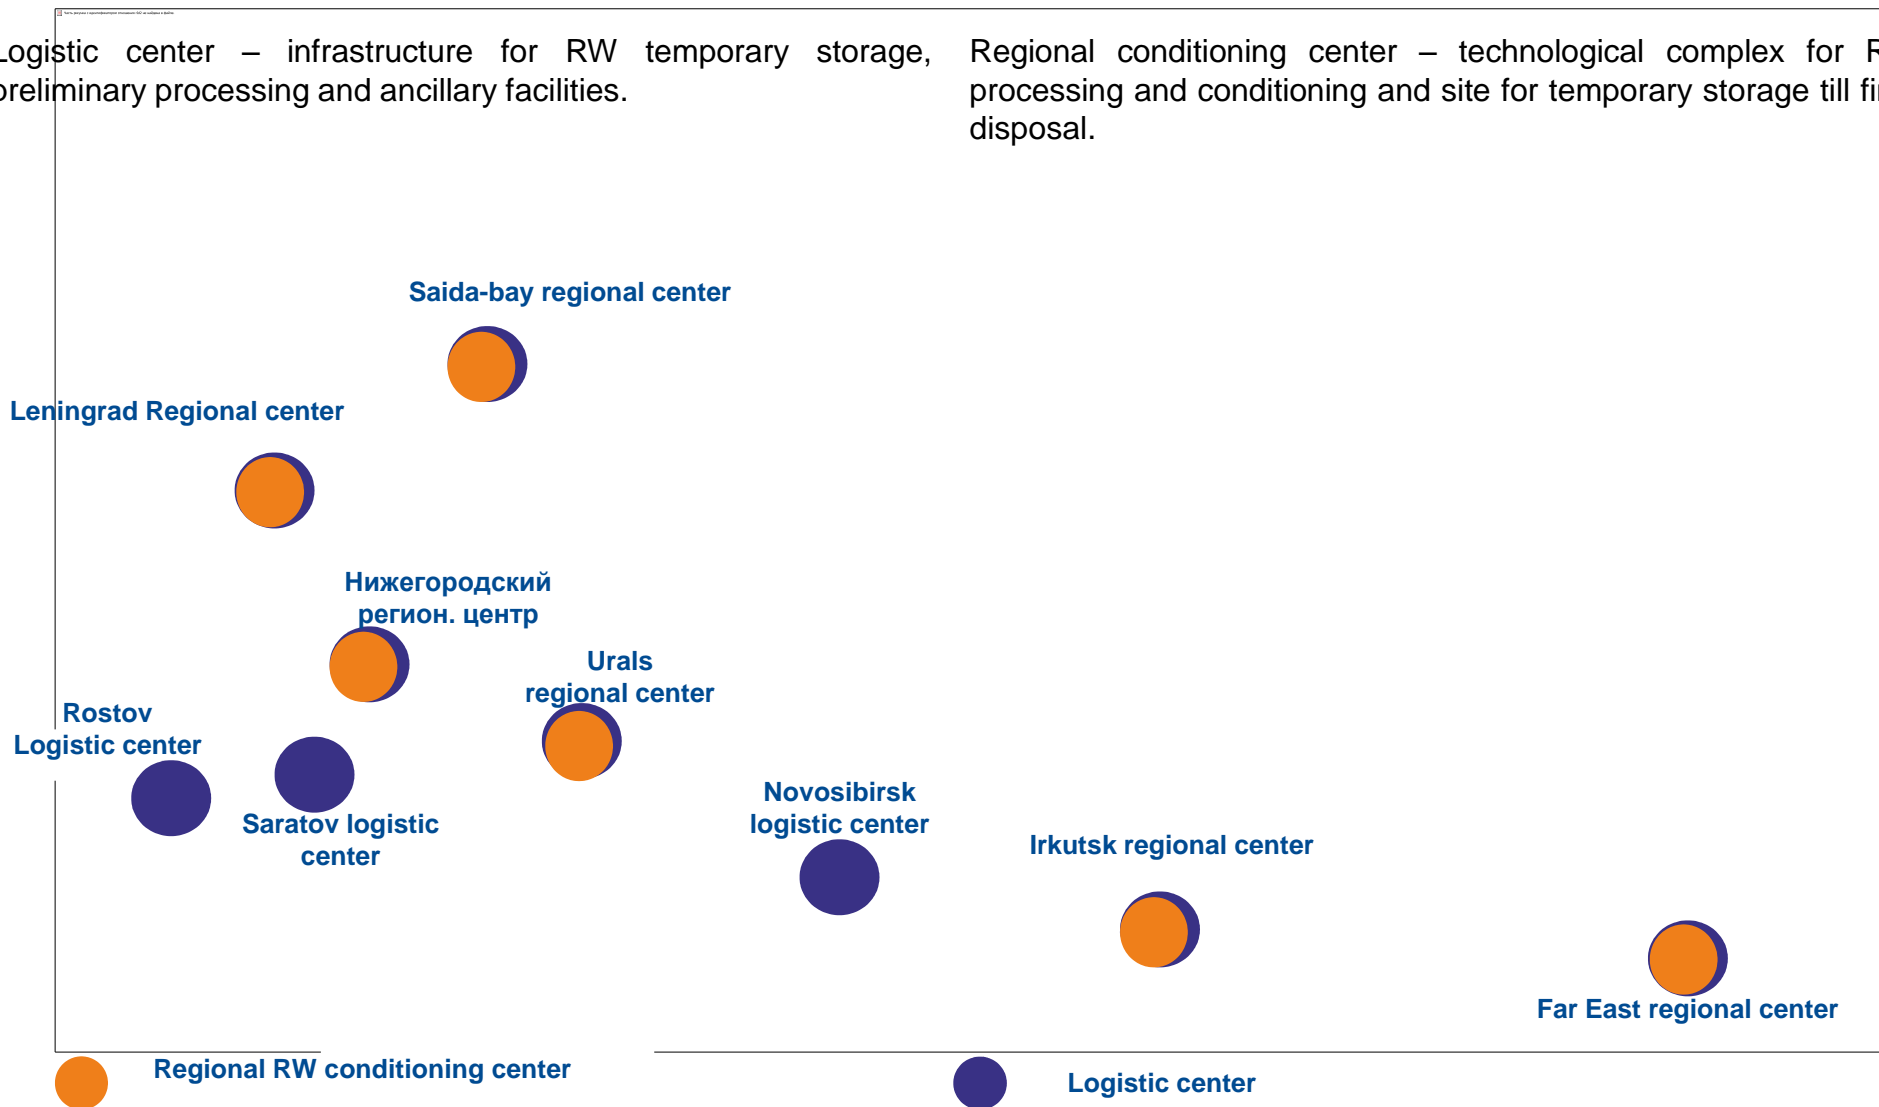 Logistic center – infrastructure for RW temporary storage,
preliminary processing and ancillary facilities.
Regional conditioning center – technological complex for
processing and conditioning and site for temporary storage till
disposal.
Saida-bay regional center
Leningrad Regional center
Нижегородский
регион. центр
Urals
regional center
Rostov
Logistic center
Saratov logistic
center
Novosibirsk
logistic center
Irkutsk regional center
Far East regional center
Regional RW conditioning center
Logistic center